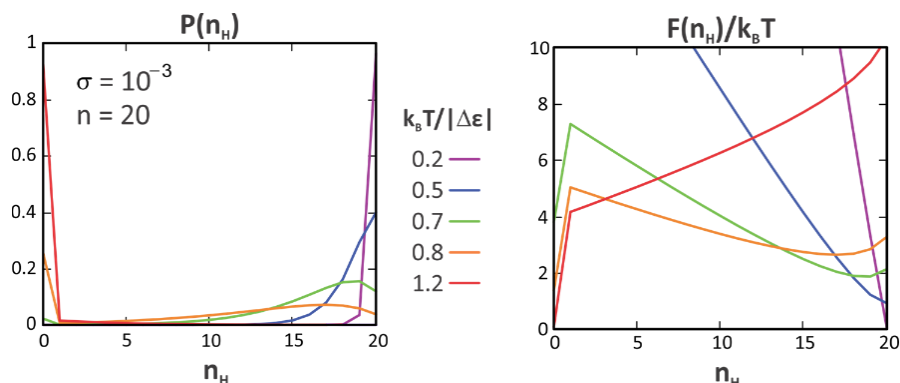 P(n_H)
1
0.8
0.6
0.4
0.2
0
σ = 10⁻³
n = 20
0 5 10 15 20
n_H
k_BT/|Δε|
0.2
0.5
0.7
0.8
1.2
F(n_H)/k_BT
10
8
6
4
2
0
0 5 10 15 20
n_H